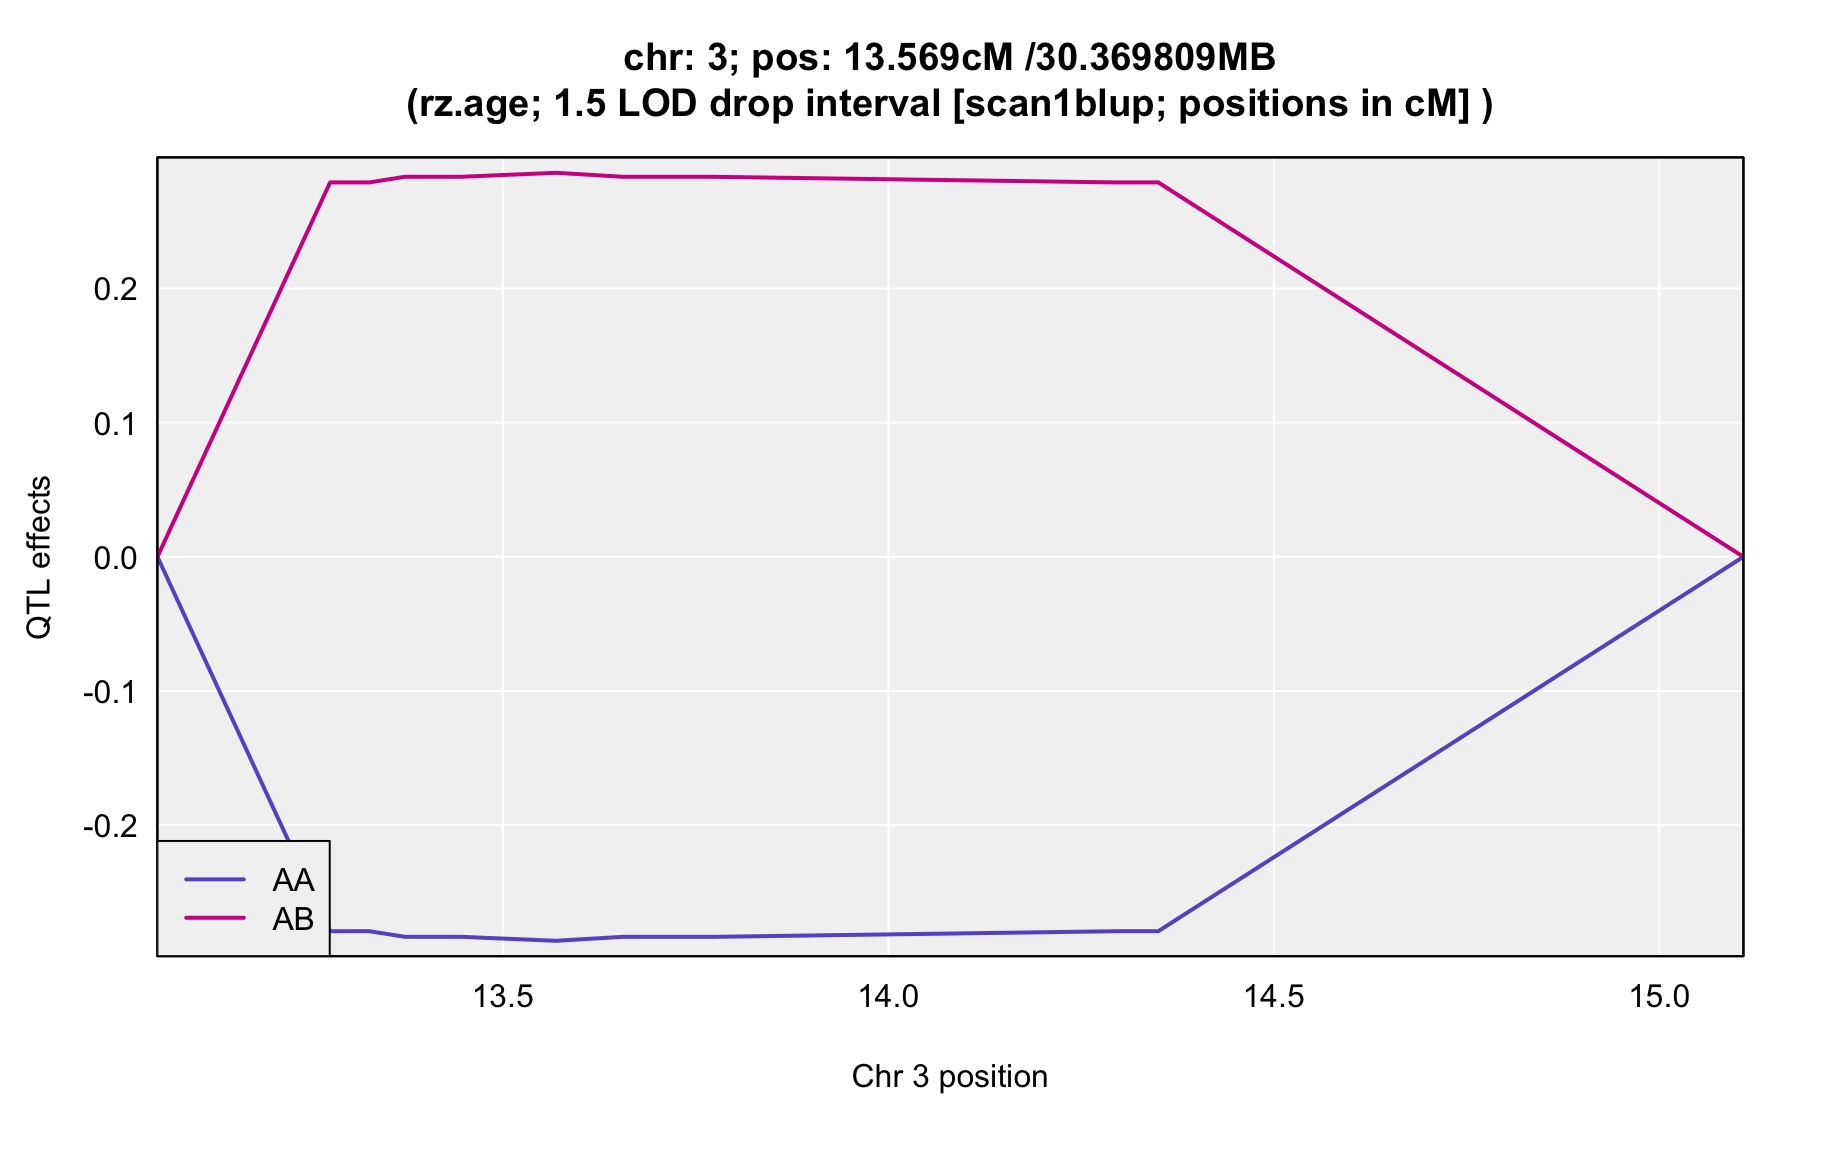 chr: 3; pos: 13.569cM /30.369809MB
(rz.age; 1.5 LOD drop interval [scan1blup; positions in cM] )
QTL effects
0.2
0.1
0.0
-0.1
-0.2
AA
AB
13.5 14.0 14.5 15.0
Chr 3 position